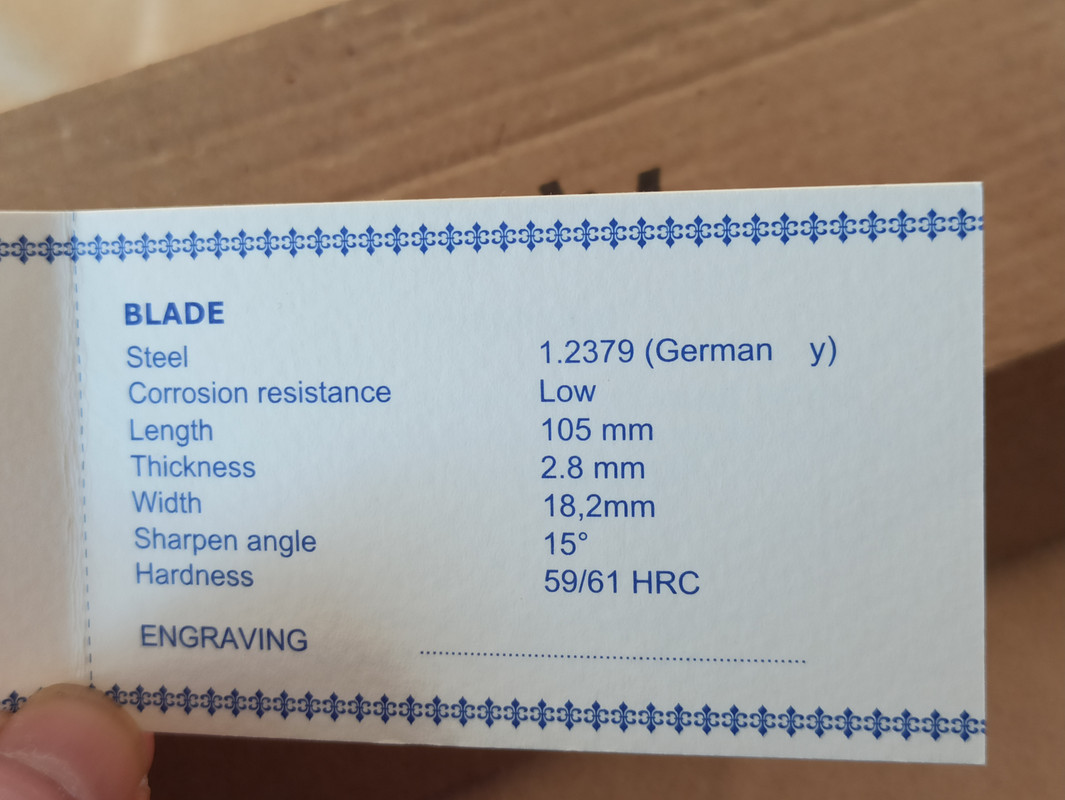 BLADE
Steel 1.2379 (German y)
Corrosion resistance Low
Length 105 mm
Thickness 2.8 mm
Width 18,2mm
Sharpen angle 15°
Hardness 59/61 HRC
ENGRAVING